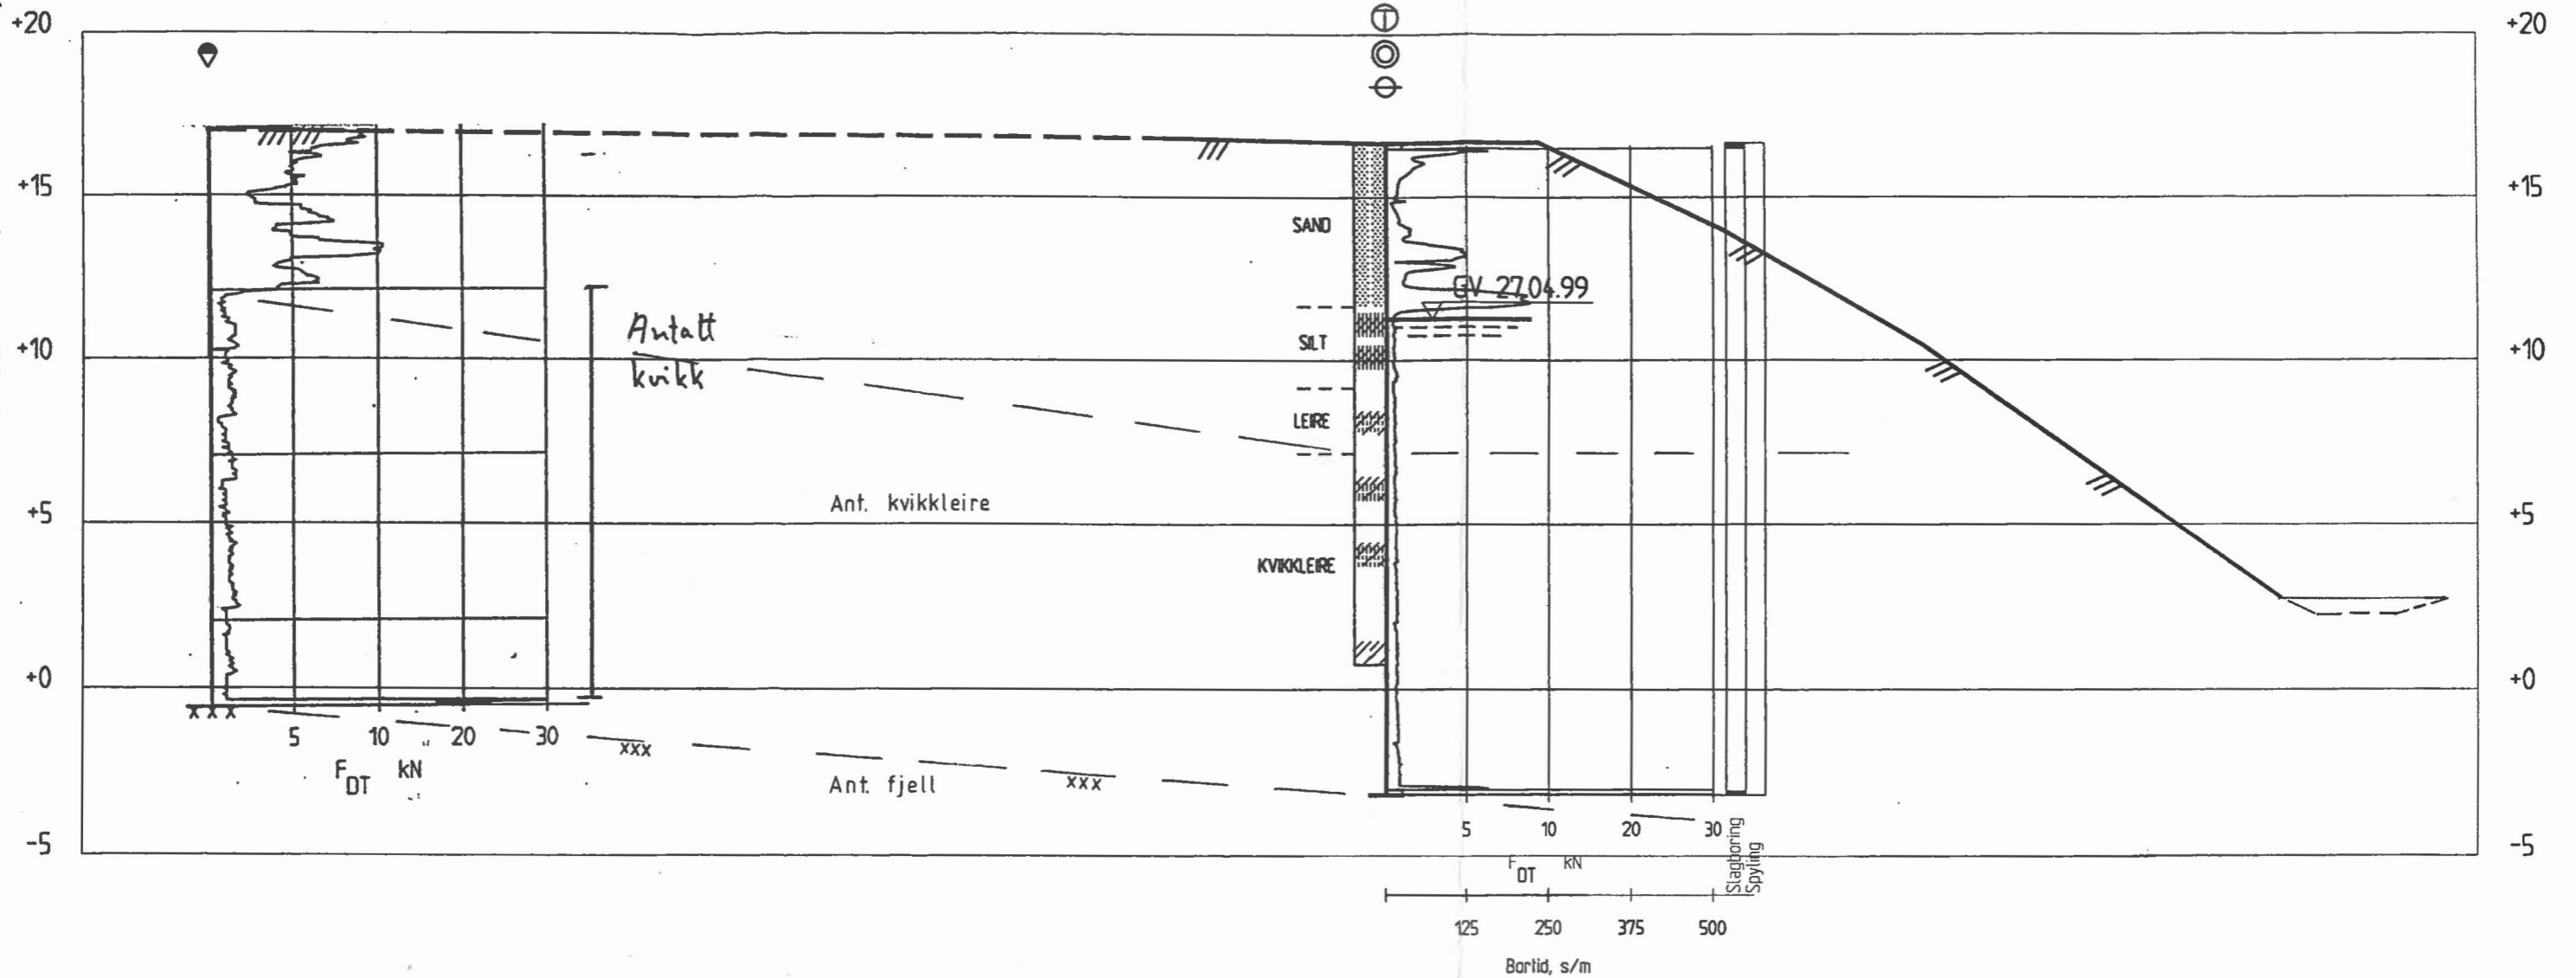 +20 +20
+15 +15
SAND
GV 27.04.99
Antatt
kvikk
+10 +10
SILT
LEIRE
+5 Ant. kvikkleire +5
KVIKKLEIRE
+0 +0
x x x
5 10 20 30
xxx
F DT kN
Ant. fjell
xxx
5 10 20 30
-5 -5
F DT kN
Slagboring
Spyling
125 250 375 500
Bortid, s/m